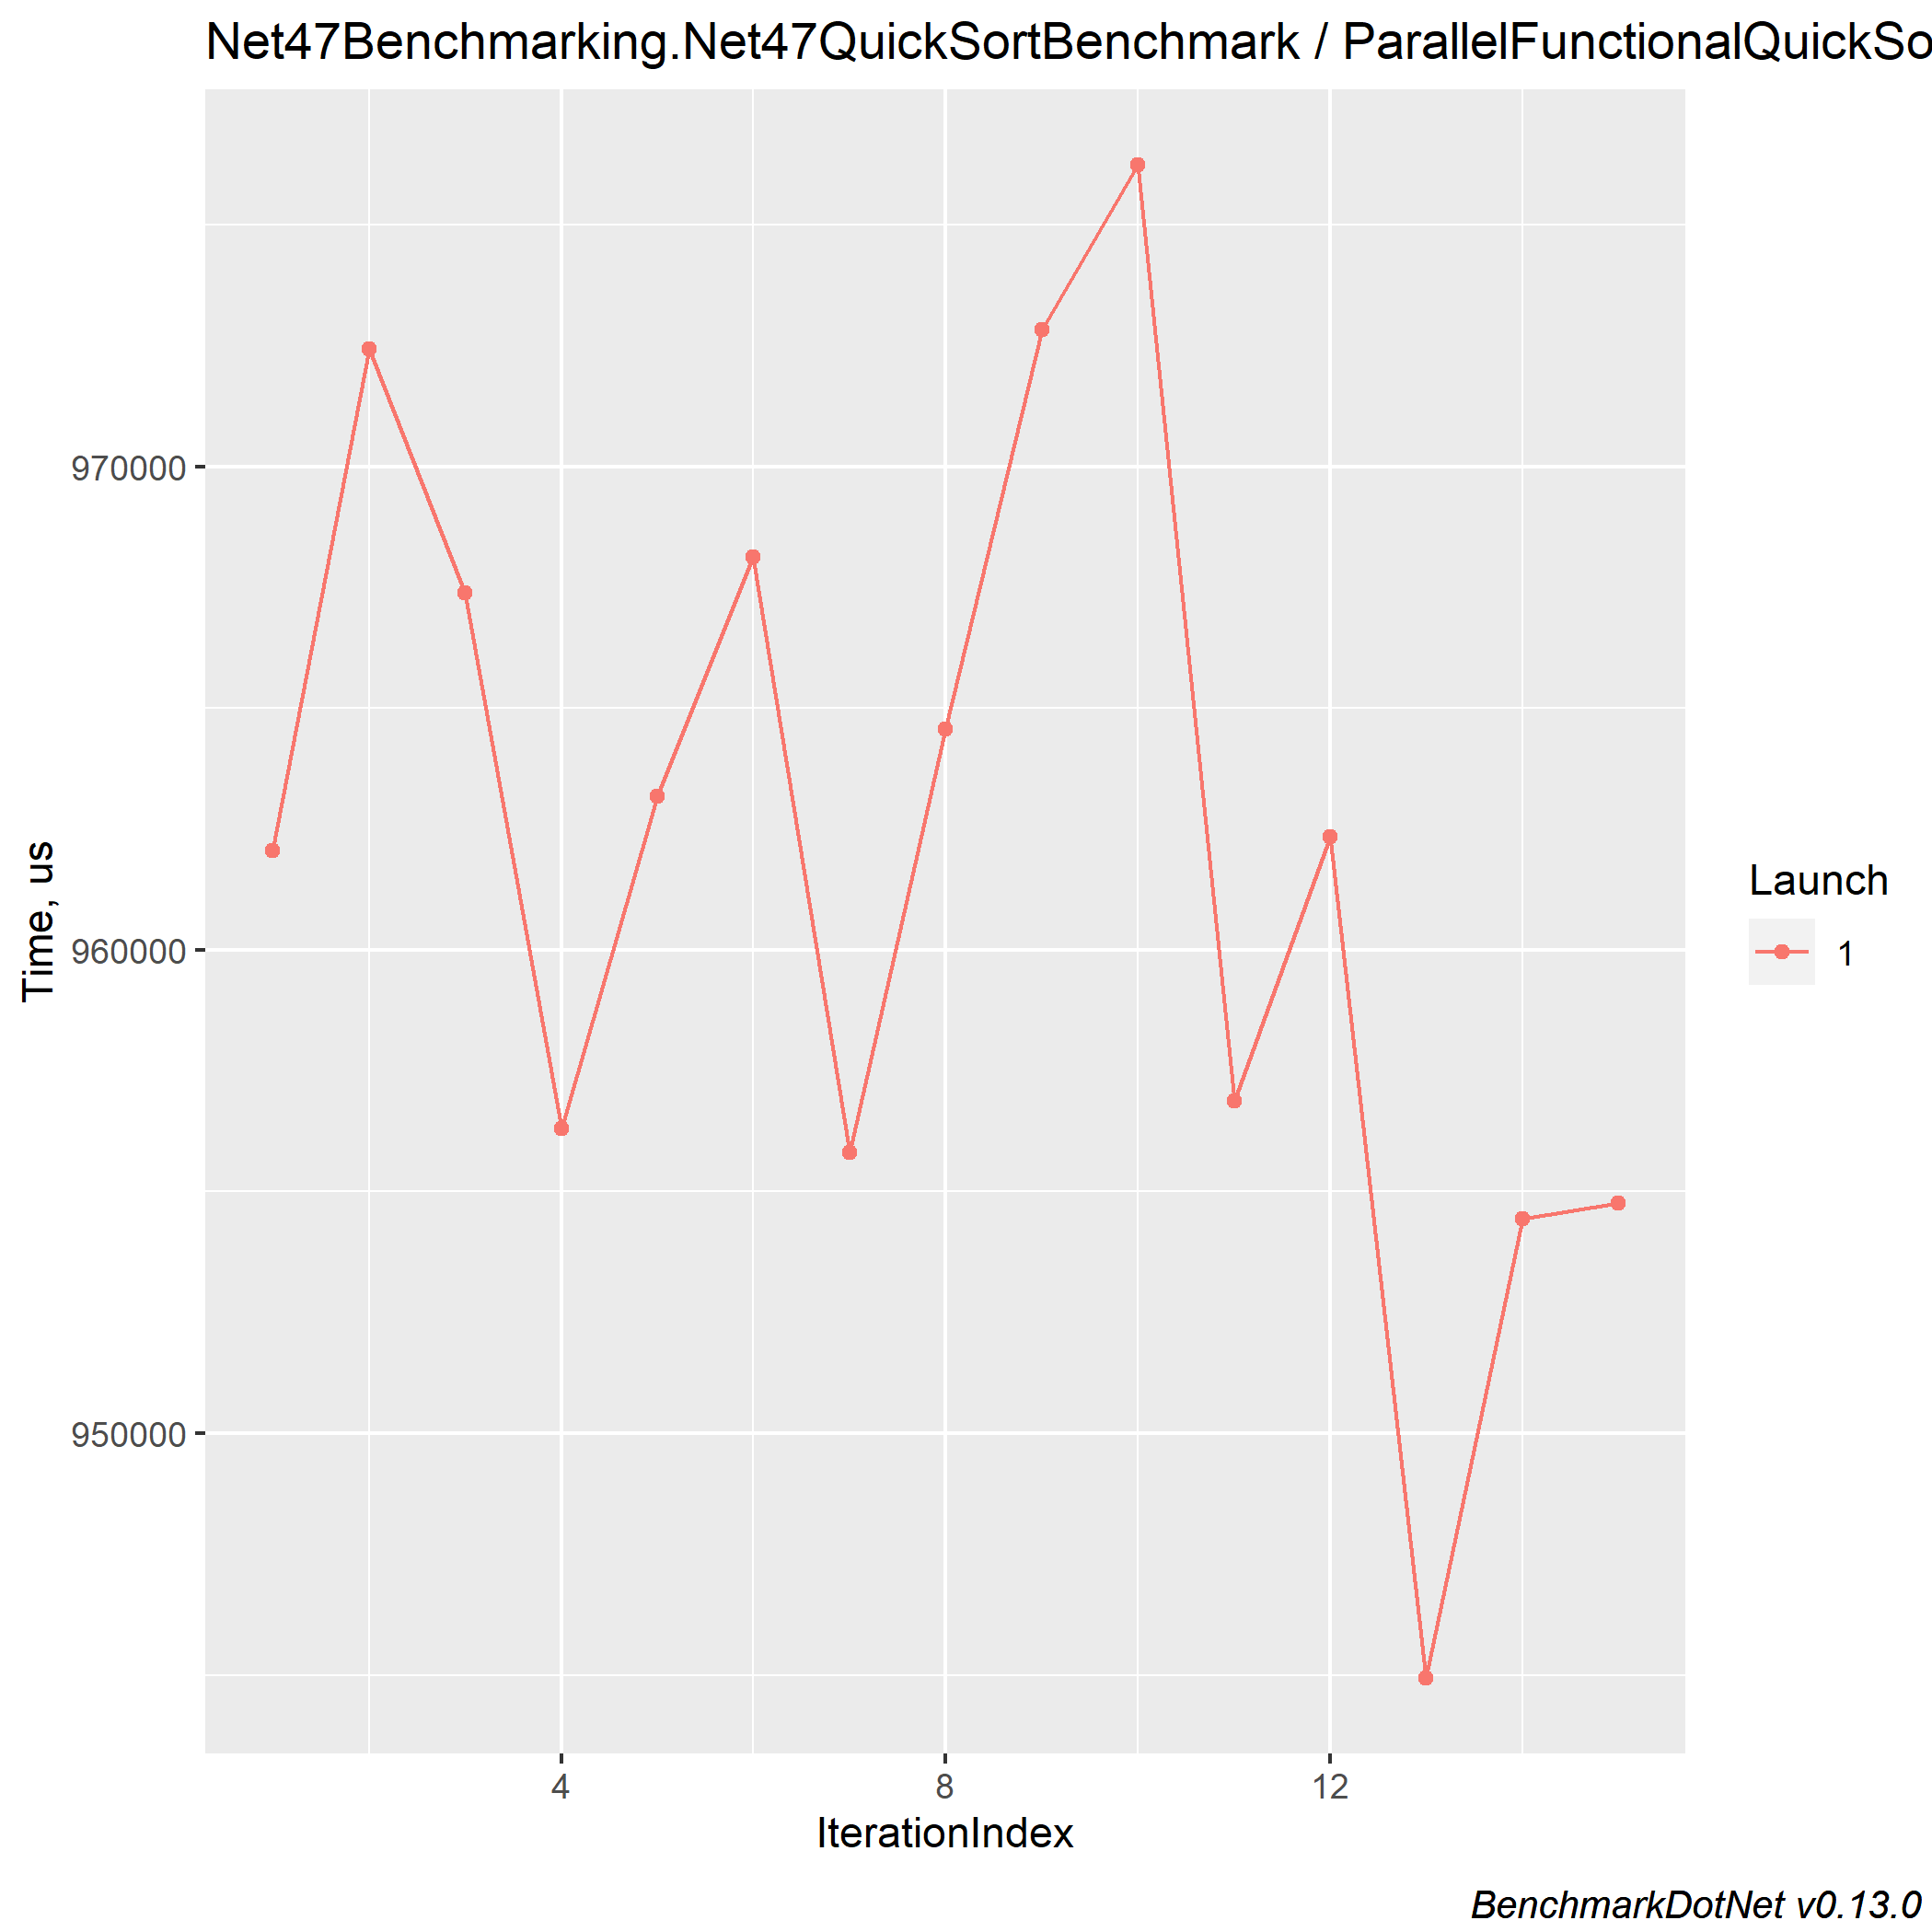 Net47Benchmarking.Net47QuickSortBenchmark / ParallelFunctionalQuickSo
970000
960000
950000
Time, us
4 8 12
IterationIndex
Launch
1
BenchmarkDotNet v0.13.0